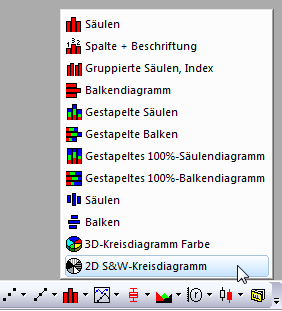 Säulen
Spalte + Beschriftung
Gruppierte Säulen, Index
Balkendiagramm
Gestapelte Säulen
Gestapelte Balken
Gestapeltes 100%-Säulendiagramm
Gestapeltes 100%-Balkendiagramm
Säulen
Balken
3D-Kreisdiagramm Farbe
2D S&W-Kreisdiagramm